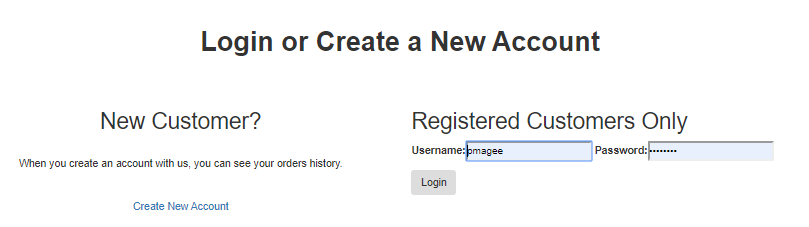 Login or Create a New Account
New Customer?
When you create an account with us, you can see your orders history.
Create New Account
Registered Customers Only
Username: pmagee Password: ••••••••
Login